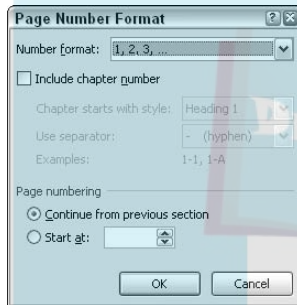 Page Number Format
Number format: 1, 2, 3, ...
Include chapter number
Chapter starts with style: Heading 1
Use separator: - (hyphen)
Examples: 1-1, 1-A
Page numbering
Continue from previous section
Start at:
OK Cancel